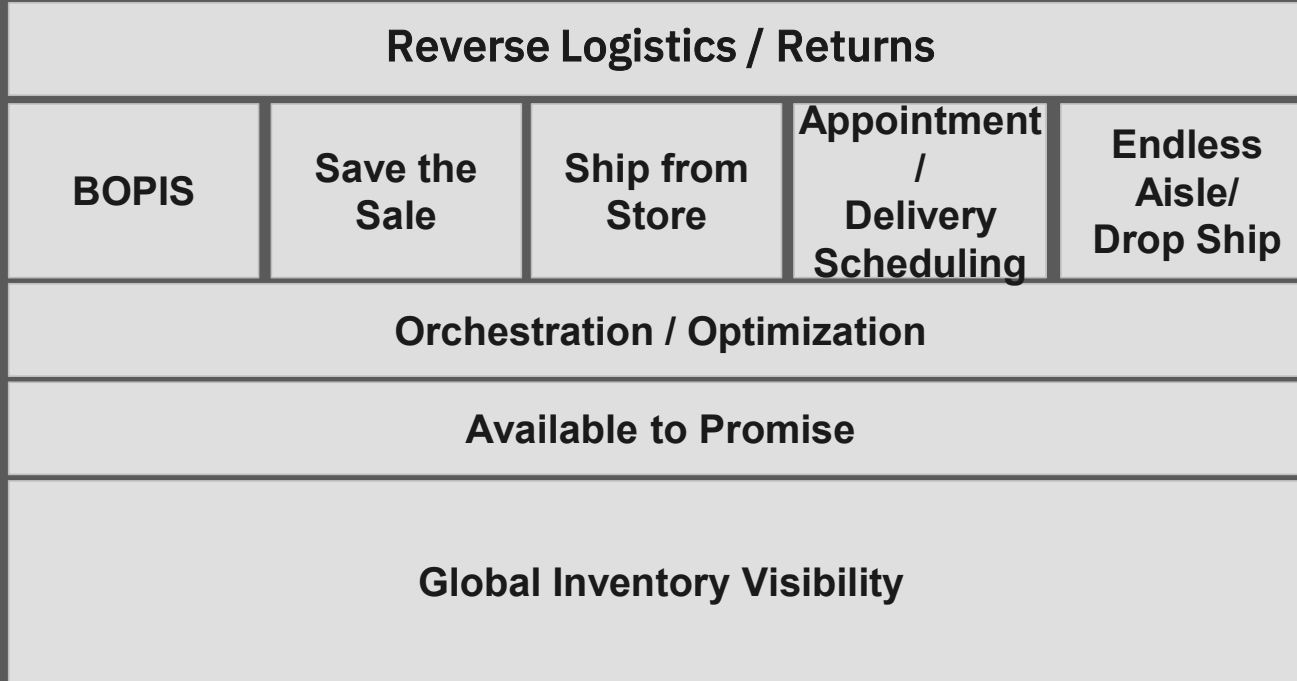 Reverse Logistics / Returns
BOPIS
Save the
Sale
Ship from
Store
Appointment
/
Delivery
Scheduling
Endless
Aisle/
Drop Ship
Orchestration / Optimization
Available to Promise
Global Inventory Visibility